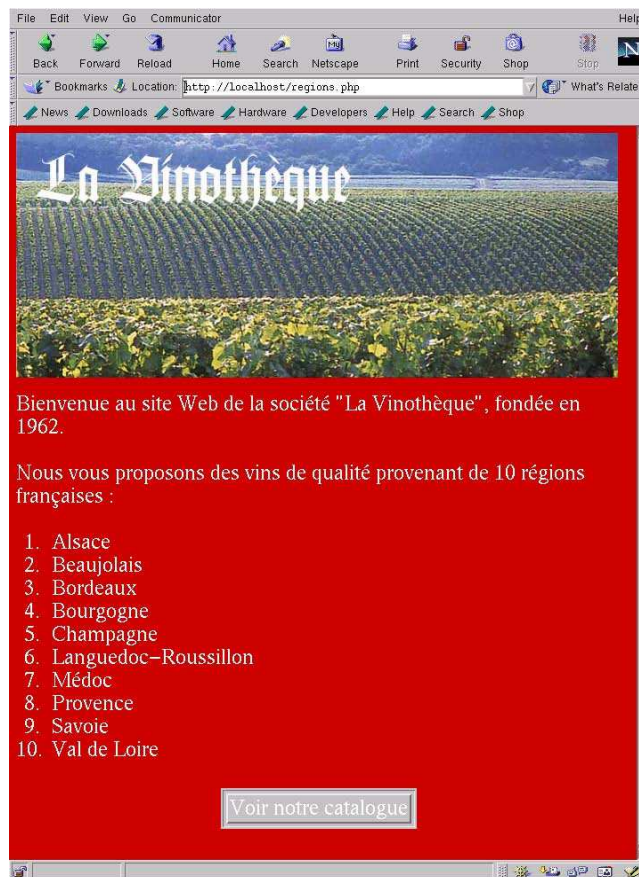 File Edit View Go Communicator Help
Back Forward Reload Home Search Netscape Print Security Shop Stop N
Bookmarks Location: http://localhost/regions.php What's Relate
News Downloads Software Hardware Developers Help Search Shop
La Vinothèque
Bienvenue au site Web de la société "La Vinothèque", fondée en
1962.
Nous vous proposons des vins de qualité provenant de 10 régions
françaises :
1. Alsace
2. Beaujolais
3. Bordeaux
4. Bourgogne
5. Champagne
6. Languedoc−Roussillon
7. Médoc
8. Provence
9. Savoie
10. Val de Loire
Voir notre catalogue